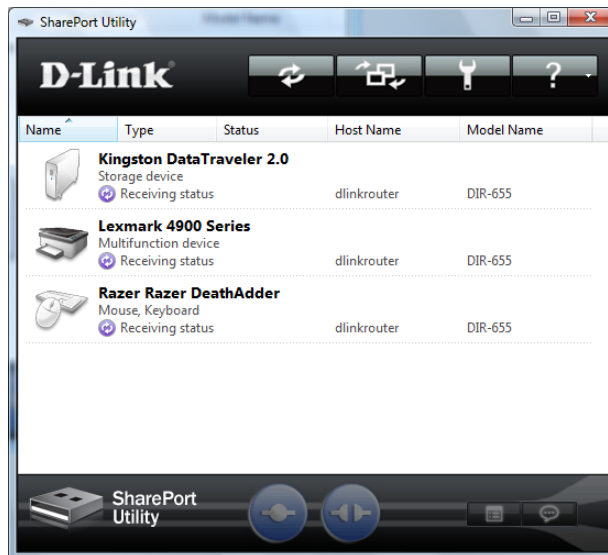 SharePort Utility
D-Link
?
Name Type Status Host Name Model Name
Kingston DataTraveler 2.0
Storage device
Receiving status dlinkrouter DIR-655
Lexmark 4900 Series
Multifunction device
Receiving status dlinkrouter DIR-655
Razer Razer DeathAdder
Mouse, Keyboard
Receiving status dlinkrouter DIR-655
SharePort
Utility